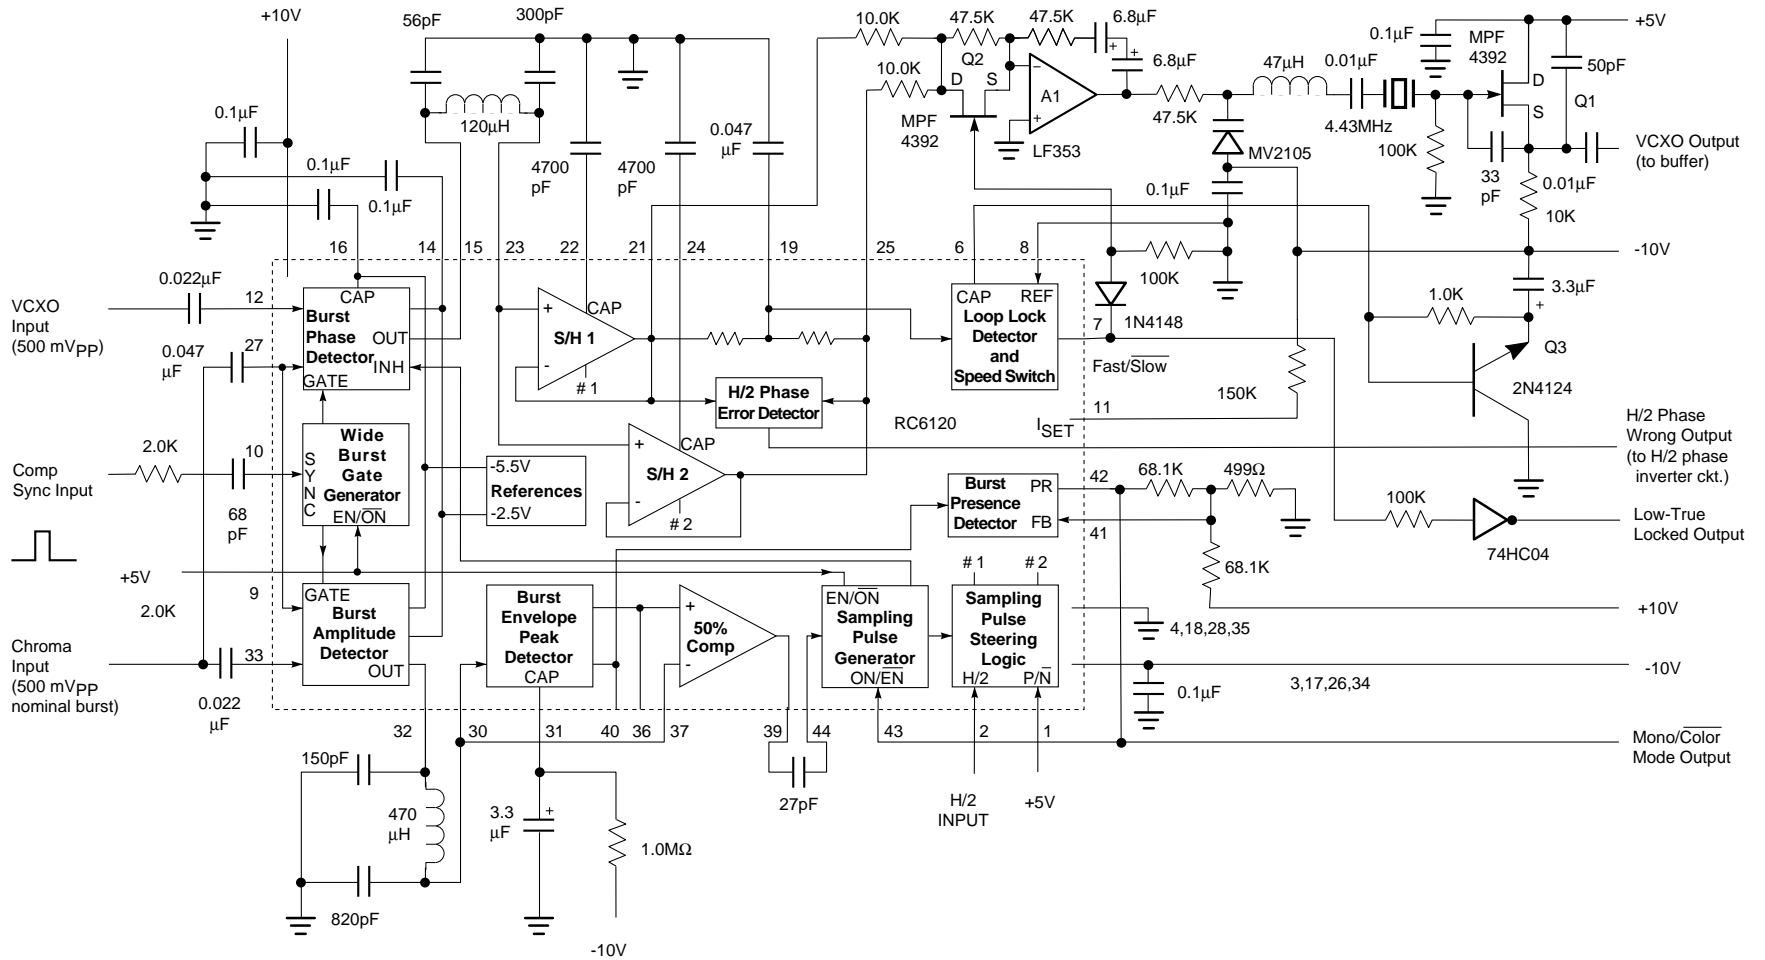 +10V
56pF
300pF
10.0K
47.5K
47.5K
6.8µF
+5V
0.1µF
MPF
4392
Q2
10.0K
D
S
6.8µF
47µH
0.01µF
50pF
D
S
Q1
−
+
A1
+
+
120µH
0.1µF
0.047
µF
MPF
4392
LF353
47.5K
4.43MHz
100K
VCXO Output
(to buffer)
0.1µF
0.1µF
4700
pF
4700
pF
MV2105
0.1µF
33
pF
0.01µF
10K
16
14
15
23
22
21
24
19
25
6
8
-10V
100K
0.022µF
3.3µF
+
VCXO
Input
(500 mVPP)
12
CAP
Burst
Phase
Detector
OUT
INH
GATE
+
-
CAP
S/H 1
# 1
CAP
REF
Loop Lock
Detector
and
Speed Switch
7
1N4148
1.0K
Q3
2N4124
0.047
µF
27
Fast/S̅l̅o̅w̅
150K
H/2 Phase
Error Detector
RC6120
11
ISET
H/2 Phase
Wrong Output
(to H/2 phase
inverter ckt.)
Comp
Sync Input
2.0K
10
68
pF
S
Y
N
C
Wide
Burst
Gate
Generator
EN/O̅N̅
+
-
CAP
S/H 2
# 2
-5.5V
References
-2.5V
Burst
Presence
Detector
PR
FB
42
41
68.1K
499Ω
100K
74HC04
Low-True
Locked Output
68.1K
+5V
# 1
# 2
2.0K
9
GATE
Burst
Amplitude
Detector
OUT
Burst
Envelope
Peak
Detector
CAP
+
-
50%
Comp
EN/O̅N̅
Sampling
Pulse
Generator
ON/E̅N̅
Sampling
Pulse
Steering
Logic
H/2
P/N̅
+10V
4,18,28,35
Chroma
Input
(500 mVPP
nominal burst)
33
0.022
µF
-10V
0.1µF
3,17,26,34
32
30
31
40
36
37
39
44
43
2
1
Mono/C̅o̅l̅o̅r̅
Mode Output
150pF
470
µH
3.3
µF
+
27pF
H/2
INPUT
+5V
1.0MΩ
820pF
-10V